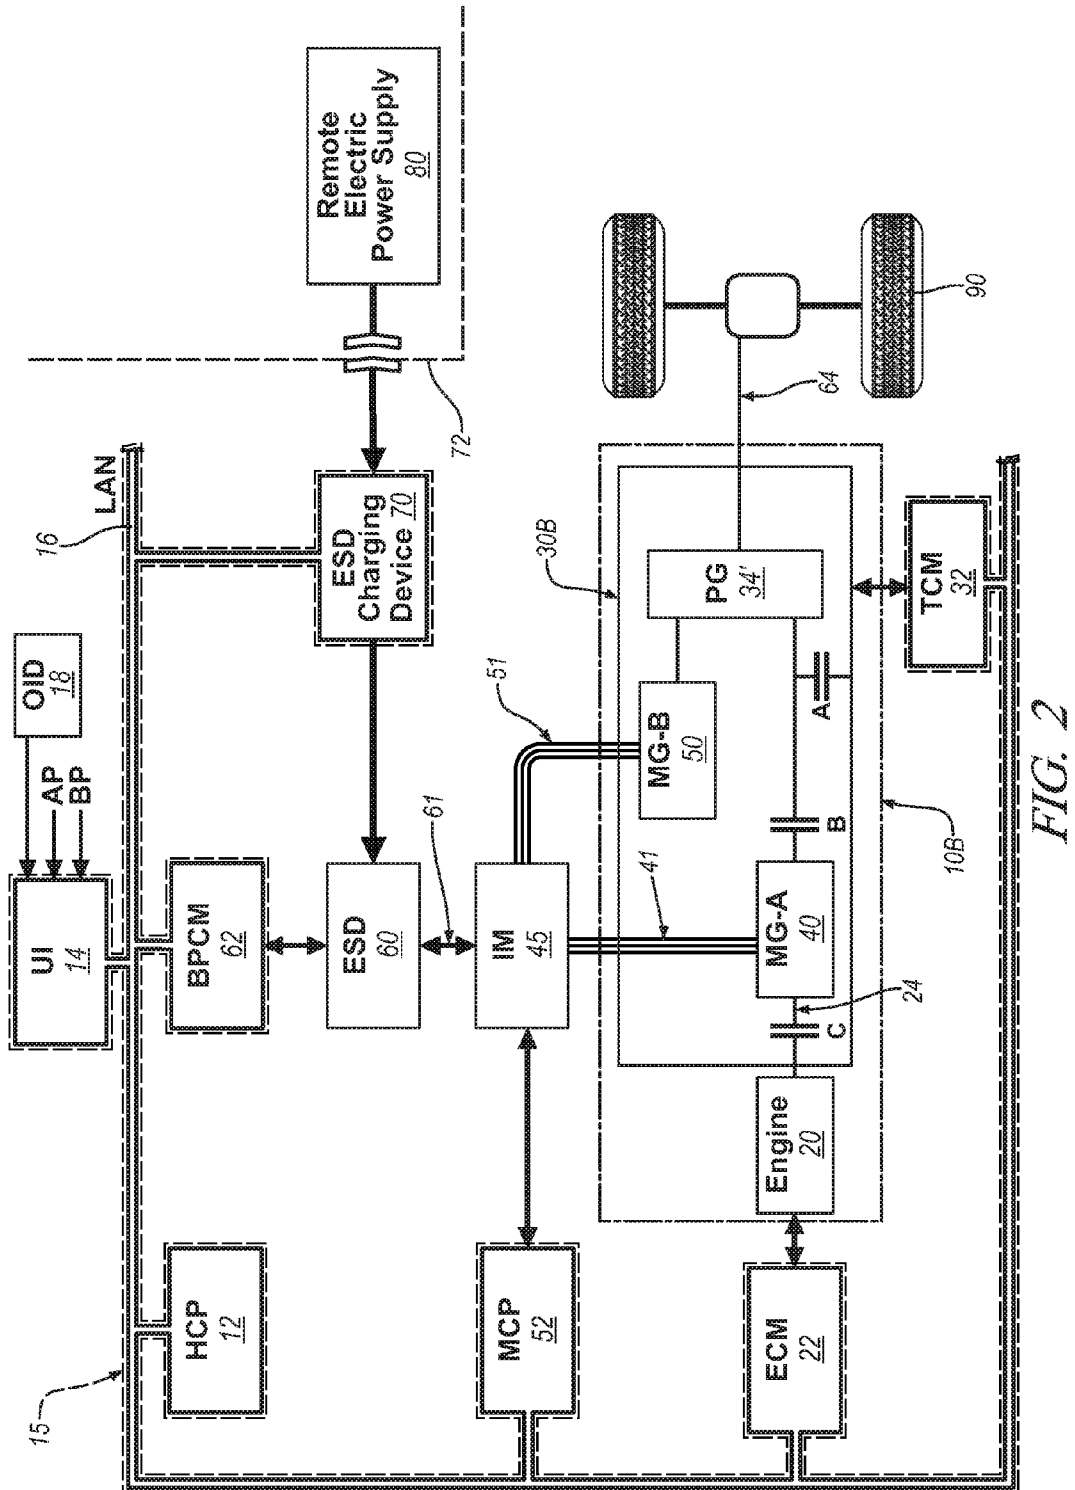 15
HCP
12
UI
14
OID
18
AP
BP
16
LAN
BPCM
62
ESD
60
61
ESD
Charging
Device 70
72
Remote
Electric
Power Supply
80
MCP
52
IM
45
51
41
30B
MG-B
50
PG
34'
64
90
ECM
22
Engine
20
C
24
MG-A
40
B
A
10B
TCM
32
FIG. 2